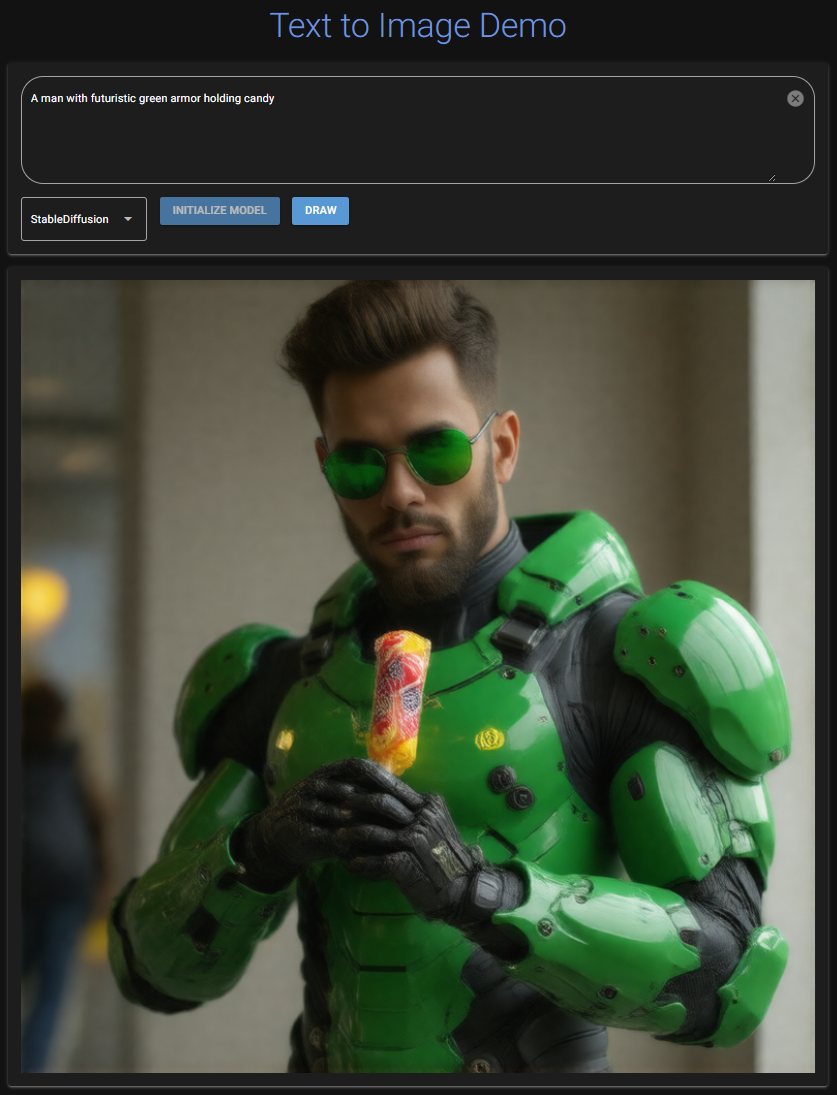 Text to Image Demo
A man with futuristic green armor holding candy
StableDiffusion
INITIALIZE MODEL
DRAW